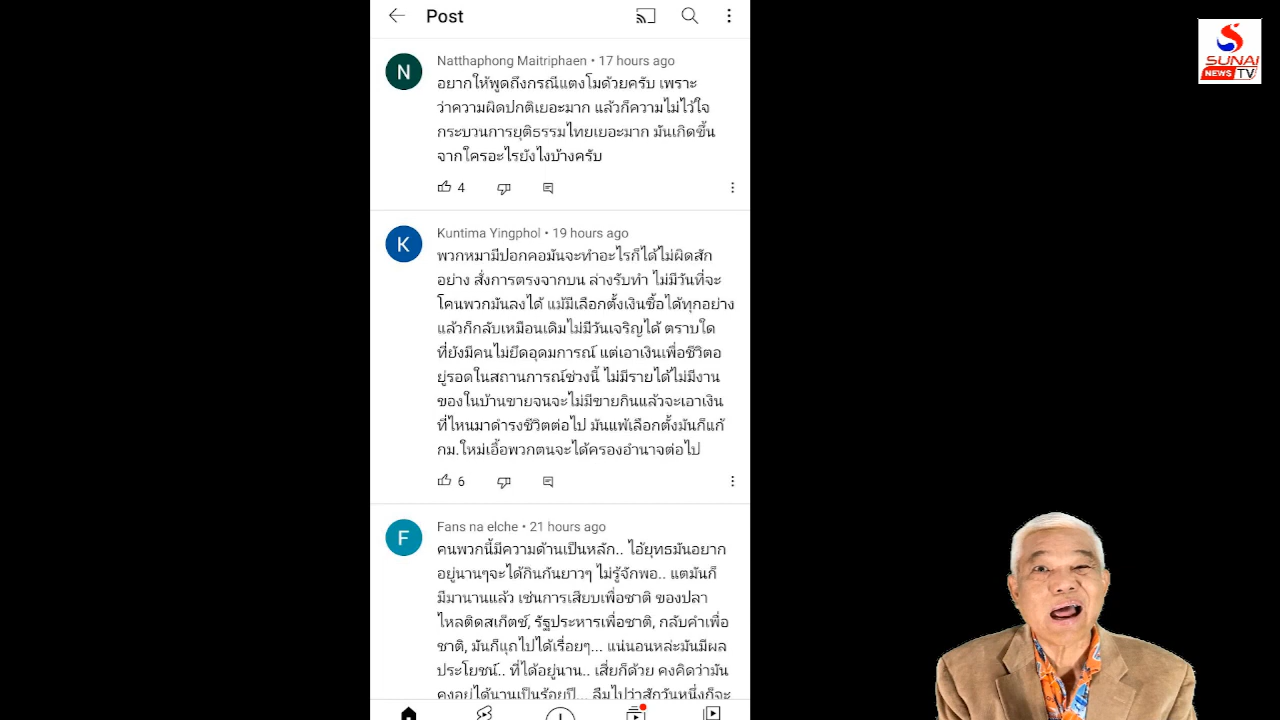 Post
SUNAI
NEWS TV
N
Natthaphong Maitriphaen • 17 hours ago
อยากให้พูดถึงกรณีแตงโมด้วยครับ เพราะ
ว่าความผิดปกติเยอะมาก แล้วก็ความไม่ไว้ใจ
กระบวนการยุติธรรมไทยเยอะมาก มันเกิดขึ้น
จากใครอะไรยังไงบ้างครับ
4
K
Kuntima Yingphol • 19 hours ago
พวกหมามีปอกคอมันจะทำอะไรก็ได้ไม่ผิดสัก
อย่าง สั่งการตรงจากบน ล่างรับทำ ไม่มีวันที่จะ
โคนพวกมันลงได้ แม้มีเลือกตั้งเงินซื้อได้ทุกอย่าง
แล้วก็กลับเหมือนเดิมไม่มีวันเจริญได้ ตราบใด
ที่ยังมีคนไม่ยึดอุดมการณ์ แต่เอาเงินเพื่อชีวิตอ
ยู่รอดในสถานการณ์ช่วงนี้ ไม่มีรายได้ไม่มีงาน
ของในบ้านขายจนจะไม่มีขายกินแล้วจะเอาเงิน
ที่ไหนมาดำรงชีวิตต่อไป มันแพ้เลือกตั้งมันก็แก้
กม.ใหม่เอื้อพวกตนจะได้ครองอำนาจต่อไป
6
F
Fans na elche • 21 hours ago
คนพวกนี้มีความด้านเป็นหลัก.. ไอ้ยุทธมันอยาก
อยู่นานๆจะได้กินกันยาวๆ ไม่รู้จักพอ.. แตมันก็
มีมานานแล้ว เช่นการเสียบเพื่อชาติ ของปลา
ไหลติดสเก็ตช์, รัฐประหารเพื่อชาติ, กลับคำเพื่อ
ชาติ, มันก็แถไปได้เรื่อยๆ... แน่นอนหล่ะมันมีผล
ประโยชน์.. ที่ได้อยู่นาน.. เสี่ยก็ด้วย คงคิดว่ามัน
คงอยู่ได้นานเป็นร้อยปี... ลืมไปว่าสักวันหนึ่งก็จะ